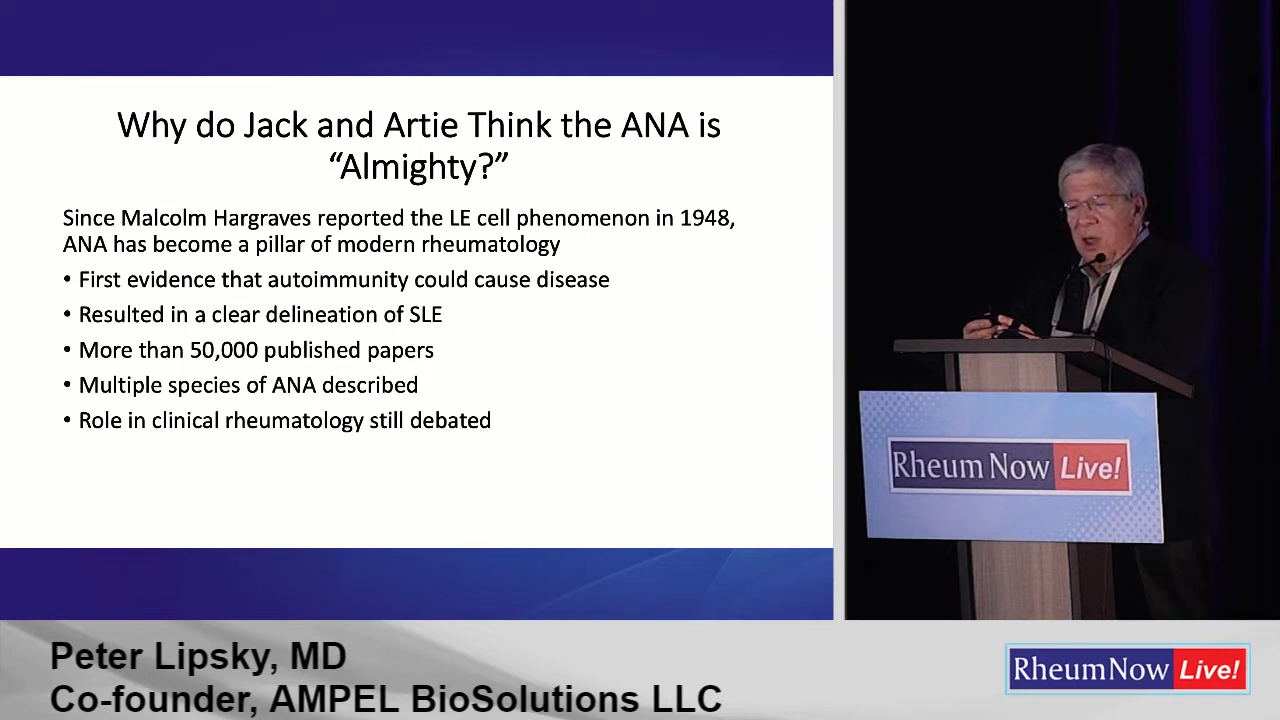 Why do Jack and Artie Think the ANA is
“Almighty?”
Since Malcolm Hargraves reported the LE cell phenomenon in 1948,
ANA has become a pillar of modern rheumatology
• First evidence that autoimmunity could cause disease
• Resulted in a clear delineation of SLE
• More than 50,000 published papers
• Multiple species of ANA described
• Role in clinical rheumatology still debated
Rheum Now Live!
Peter Lipsky, MD
Co-founder, AMPEL BioSolutions LLC
RheumNow Live!